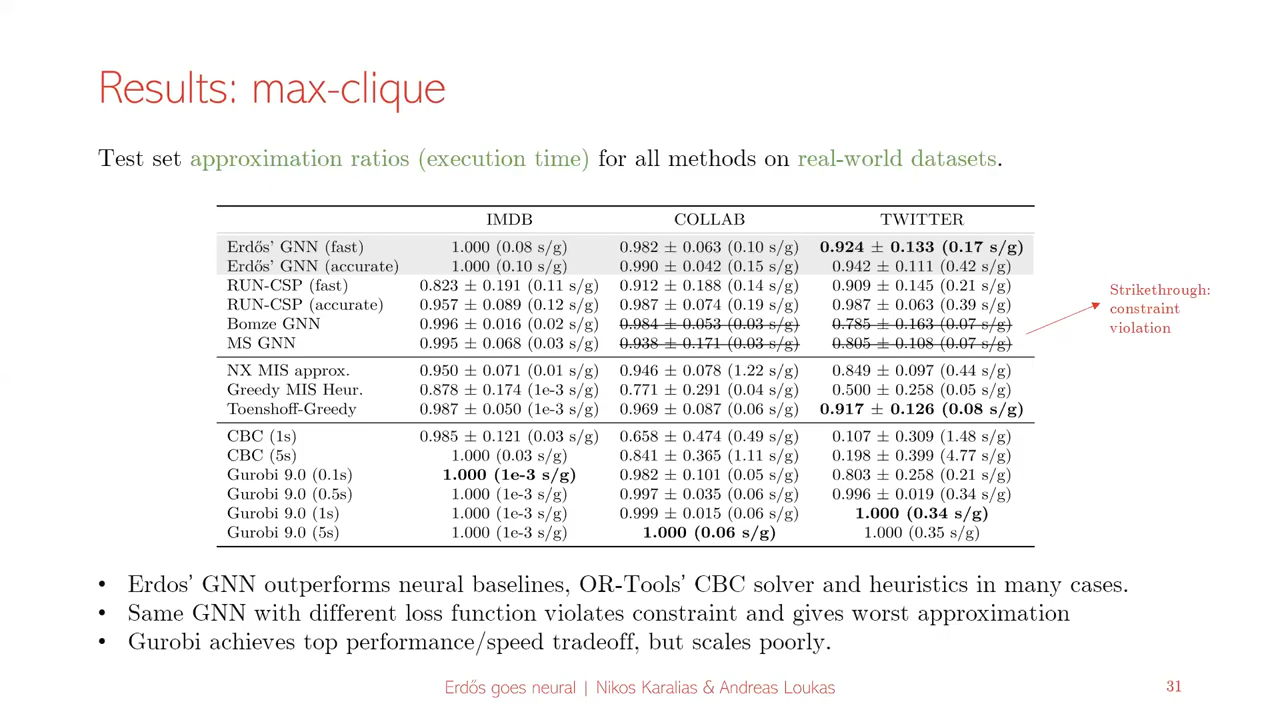 Results: max-clique
Test set approximation ratios (execution time) for all methods on real-world datasets.
IMDB COLLAB TWITTER
Erdős' GNN (fast) 1.000 (0.08 s/g) 0.982 ± 0.063 (0.10 s/g) 0.924 ± 0.133 (0.17 s/g)
Erdős' GNN (accurate) 1.000 (0.10 s/g) 0.990 ± 0.042 (0.15 s/g) 0.942 ± 0.111 (0.42 s/g)
RUN-CSP (fast) 0.823 ± 0.191 (0.11 s/g) 0.912 ± 0.188 (0.14 s/g) 0.909 ± 0.145 (0.21 s/g)
RUN-CSP (accurate) 0.957 ± 0.089 (0.12 s/g) 0.987 ± 0.074 (0.19 s/g) 0.987 ± 0.063 (0.39 s/g)
Bomze GNN 0.996 ± 0.016 (0.02 s/g) 0.984 ± 0.053 (0.03 s/g) 0.785 ± 0.163 (0.07 s/g)
MS GNN 0.995 ± 0.068 (0.03 s/g) 0.938 ± 0.171 (0.03 s/g) 0.805 ± 0.108 (0.07 s/g)
NX MIS approx. 0.950 ± 0.071 (0.01 s/g) 0.946 ± 0.078 (1.22 s/g) 0.849 ± 0.097 (0.44 s/g)
Greedy MIS Heur. 0.878 ± 0.174 (1e-3 s/g) 0.771 ± 0.291 (0.04 s/g) 0.500 ± 0.258 (0.05 s/g)
Toenshoff-Greedy 0.987 ± 0.050 (1e-3 s/g) 0.969 ± 0.087 (0.06 s/g) 0.917 ± 0.126 (0.08 s/g)
CBC (1s) 0.985 ± 0.121 (0.03 s/g) 0.658 ± 0.474 (0.49 s/g) 0.107 ± 0.309 (1.48 s/g)
CBC (5s) 1.000 (0.03 s/g) 0.841 ± 0.365 (1.11 s/g) 0.198 ± 0.399 (4.77 s/g)
Gurobi 9.0 (0.1s) 1.000 (1e-3 s/g) 0.982 ± 0.101 (0.05 s/g) 0.803 ± 0.258 (0.21 s/g)
Gurobi 9.0 (0.5s) 1.000 (1e-3 s/g) 0.997 ± 0.035 (0.06 s/g) 0.996 ± 0.019 (0.34 s/g)
Gurobi 9.0 (1s) 1.000 (1e-3 s/g) 0.999 ± 0.015 (0.06 s/g) 1.000 (0.34 s/g)
Gurobi 9.0 (5s) 1.000 (1e-3 s/g) 1.000 (0.06 s/g) 1.000 (0.35 s/g)
Strikethrough:
constraint
violation
• Erdos' GNN outperforms neural baselines, OR-Tools' CBC solver and heuristics in many cases.
• Same GNN with different loss function violates constraint and gives worst approximation
• Gurobi achieves top performance/speed tradeoff, but scales poorly.
Erdős goes neural | Nikos Karalias & Andreas Loukas
31